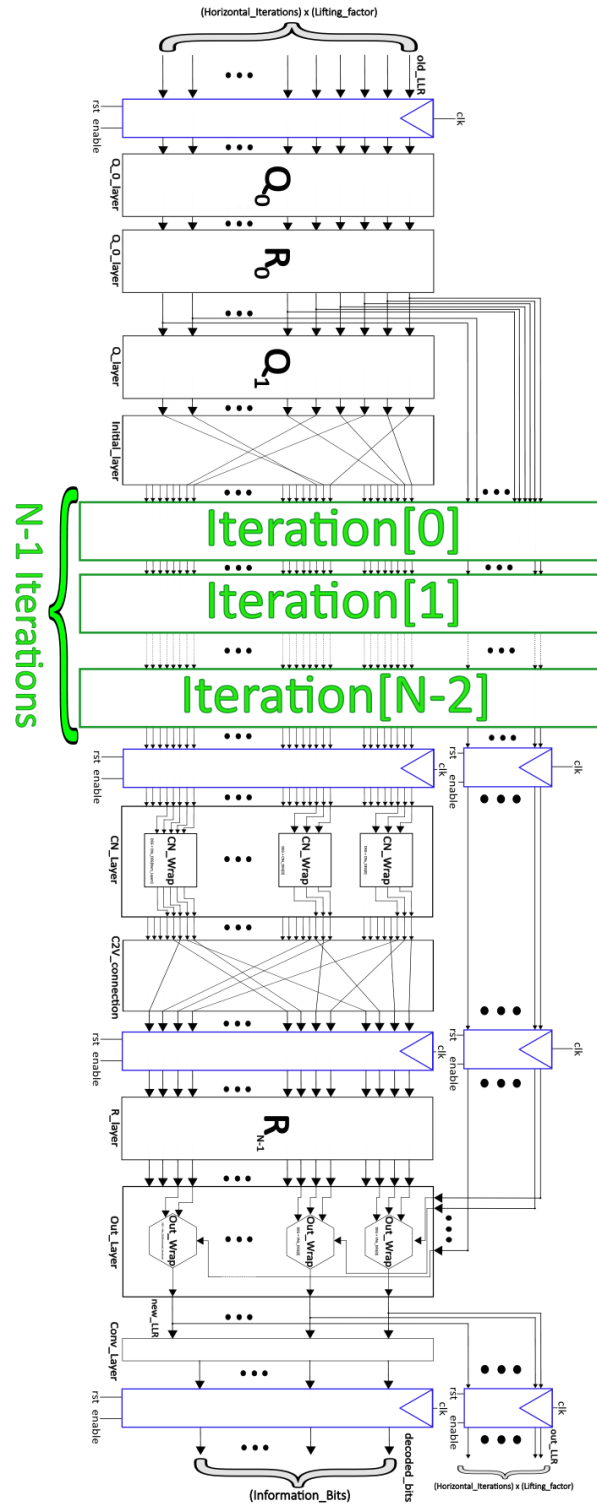 (Horizontal_Iterations) x (Lifting_factor)
old_LLR
rst
enable
clk
Q_0_layer
Q0
Q_0_layer
R0
Q_layer
Q1
Initial_layer
N-1 Iterations
Iteration[0]
Iteration[1]
Iteration[N-2]
rst
enable
clk
rst
enable
clk
CN_Layer
CN_Wrap
CN_Wrap
CN_Wrap
C2V_connection
rst
enable
clk
rst
enable
clk
R_layer
RN-1
Out_Layer
Out_Wrap
Out_Wrap
Out_Wrap
new_LLR
Conv_Layer
rst
enable
clk
rst
enable
clk
decoded_bits
out_LLR
(Information_Bits)
(Horizontal_Iterations) x (Lifting_factor)